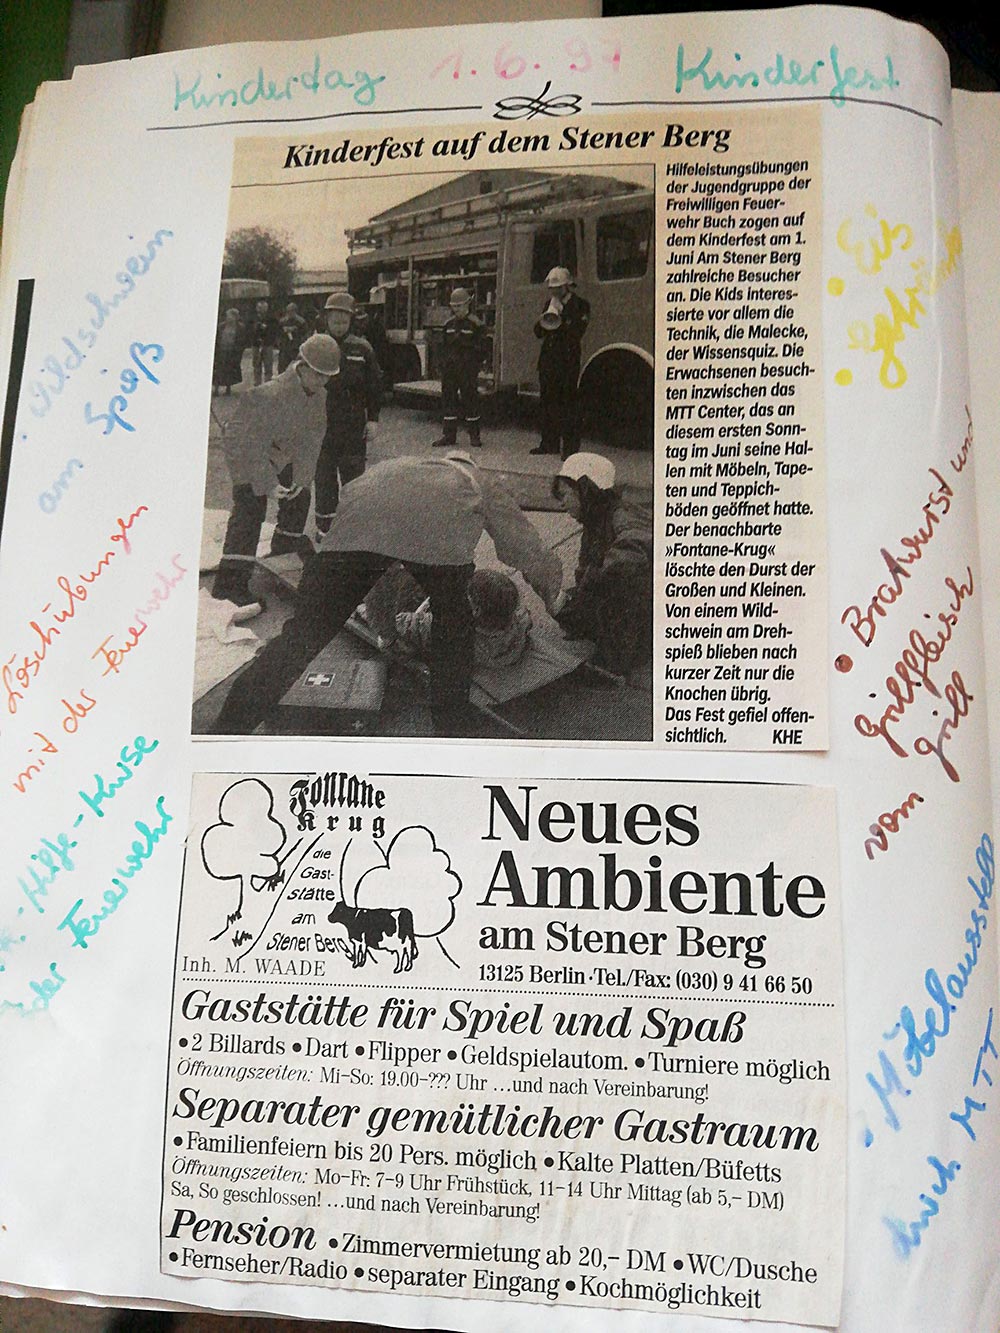 Kindertag 1.6.97 Kinderfest
Kinderfest auf dem Stener Berg
Hilfeleistungsübungen
der Jugendgruppe der
Freiwilligen Feuer-
wehr Buch zogen auf
dem Kinderfest am 1.
Juni Am Stener Berg
zahlreiche Besucher
an. Die Kids interes-
sierte vor allem die
Technik, die Malecke,
der Wissensquiz. Die
Erwachsenen besuch-
ten inzwischen das
MTT Center, das an
diesem ersten Sonn-
tag im Juni seine Hal-
len mit Möbeln, Tape-
ten und Teppich-
böden geöffnet hatte.
Der benachbarte
»Fontane-Krug«
löschte den Durst der
Großen und Kleinen.
Von einem Wild-
schwein am Dreh-
spieß blieben nach
kurzer Zeit nur die
Knochen übrig.
Das Fest gefiel offen-
sichtlich. KHE
• Wildschwein
am Spieß
Löschübungen
mit der Feuerwehr
-Hilfe-Kurse
der Feuerwehr
• Eis
•
• Bratwurst und
Grillfleisch
vom Grill
• Möbelausstell
durch MTT
Fontane
Krug
die
Gast-
stätte
am
Stener Berg
Inh. M. WAADE
Neues
Ambiente
am Stener Berg
13125 Berlin · Tel./Fax: (030) 9 41 66 50
Gaststätte für Spiel und Spaß
• 2 Billards • Dart • Flipper • Geldspielautom. • Turniere möglich
Öffnungszeiten: Mi–So: 19.00–??? Uhr ...und nach Vereinbarung!
Separater gemütlicher Gastraum
• Familienfeiern bis 20 Pers. möglich • Kalte Platten/Büfetts
Öffnungszeiten: Mo–Fr: 7–9 Uhr Frühstück, 11–14 Uhr Mittag (ab 5,– DM)
Sa, So geschlossen! ...und nach Vereinbarung!
Pension • Zimmervermietung ab 20,– DM • WC/Dusche
• Fernseher/Radio • separater Eingang • Kochmöglichkeit